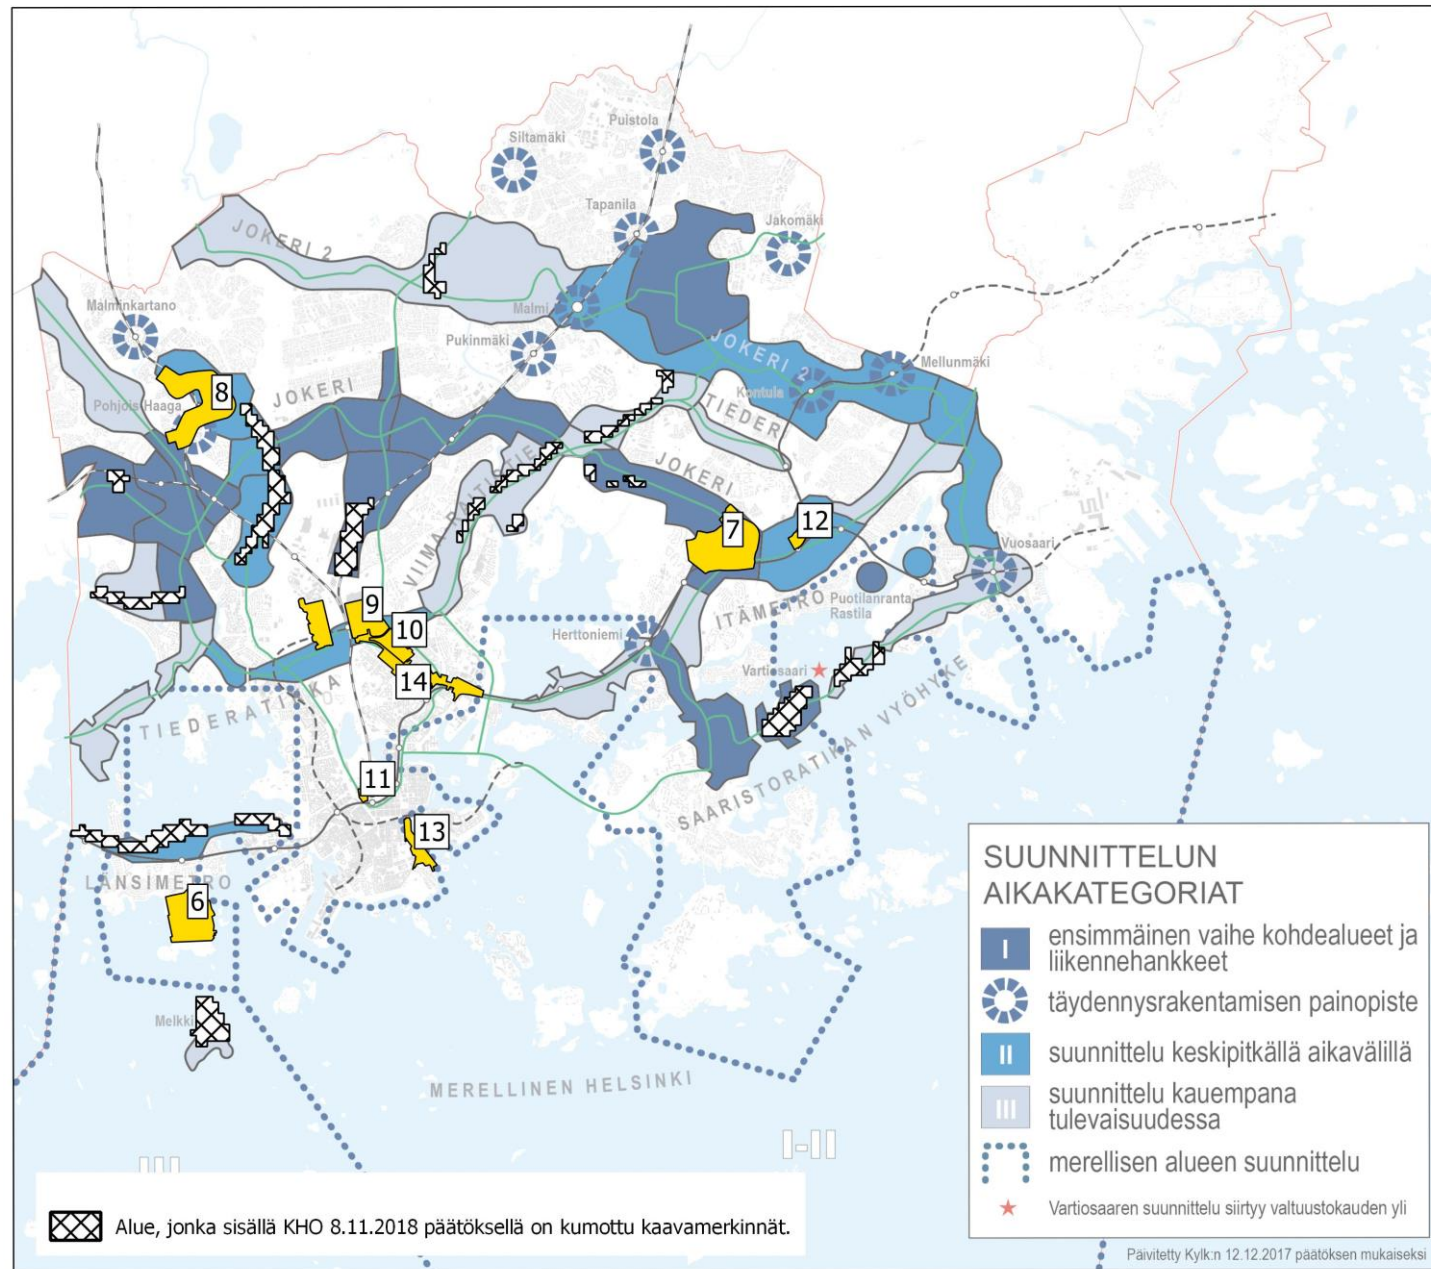 Puistola
Siltamäki
Tapanila
Jakomäki
JOKERI 2
Malminkartano
Malmi
Pukinmäki
JOKERI 2
Mellunmäki
8
JOKERI
Kontula
Pohjois-Haaga
TIEDER
JOKERI
VIIMA
RATISTIE
7
12
Vuosaari
Puotilanranta
Rastila
9
10
ITÄMETRO
Herttoniemi
14
Vartiosaari
TIEDERATIKKA
11
SAARISTORATIKAN VYÖHYKE
13
LÄNSIMETRO
6
Melkki
MERELLINEN HELSINKI
I-II
III
SUUNNITTELUN
AIKAKATEGORIAT
I
ensimmäinen vaihe kohdealueet ja
liikennehankkeet
täydennysrakentamisen painopiste
II
suunnittelu keskipitkällä aikavälillä
III
suunnittelu kauempana
tulevaisuudessa
merellisen alueen suunnittelu
Vartiosaaren suunnittelu siirtyy valtuustokauden yli
Alue, jonka sisällä KHO 8.11.2018 päätöksellä on kumottu kaavamerkinnät.
Päivitetty Kylk:n 12.12.2017 päätöksen mukaiseksi